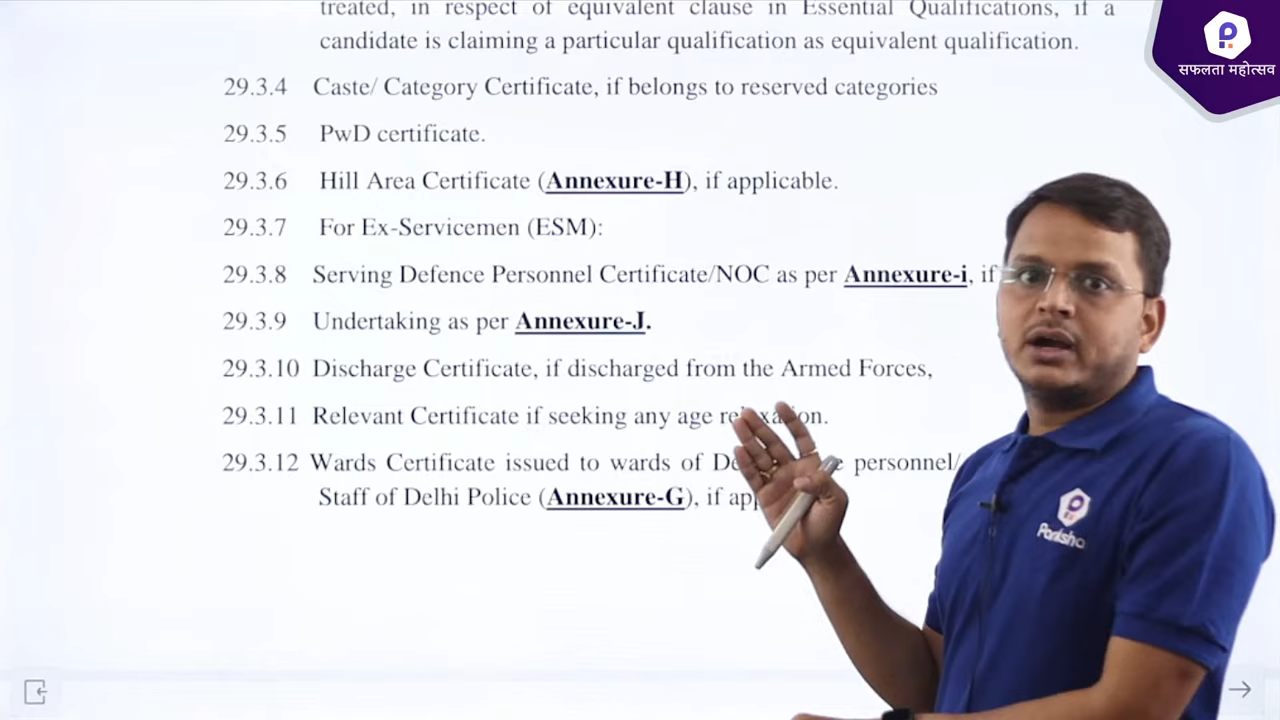 treated, in respect of equivalent clause in Essential Qualifications, if a
candidate is claiming a particular qualification as equivalent qualification.
29.3.4 Caste/ Category Certificate, if belongs to reserved categories
29.3.5 PwD certificate.
29.3.6 Hill Area Certificate (Annexure-H), if applicable.
29.3.7 For Ex-Servicemen (ESM):
29.3.8 Serving Defence Personnel Certificate/NOC as per Annexure-i, if
29.3.9 Undertaking as per Annexure-J.
29.3.10 Discharge Certificate, if discharged from the Armed Forces,
29.3.11 Relevant Certificate if seeking any age
29.3.12 Wards Certificate issued to wards of personnel/
Staff of Delhi Police (Annexure-G), if
सफलता महोत्सव